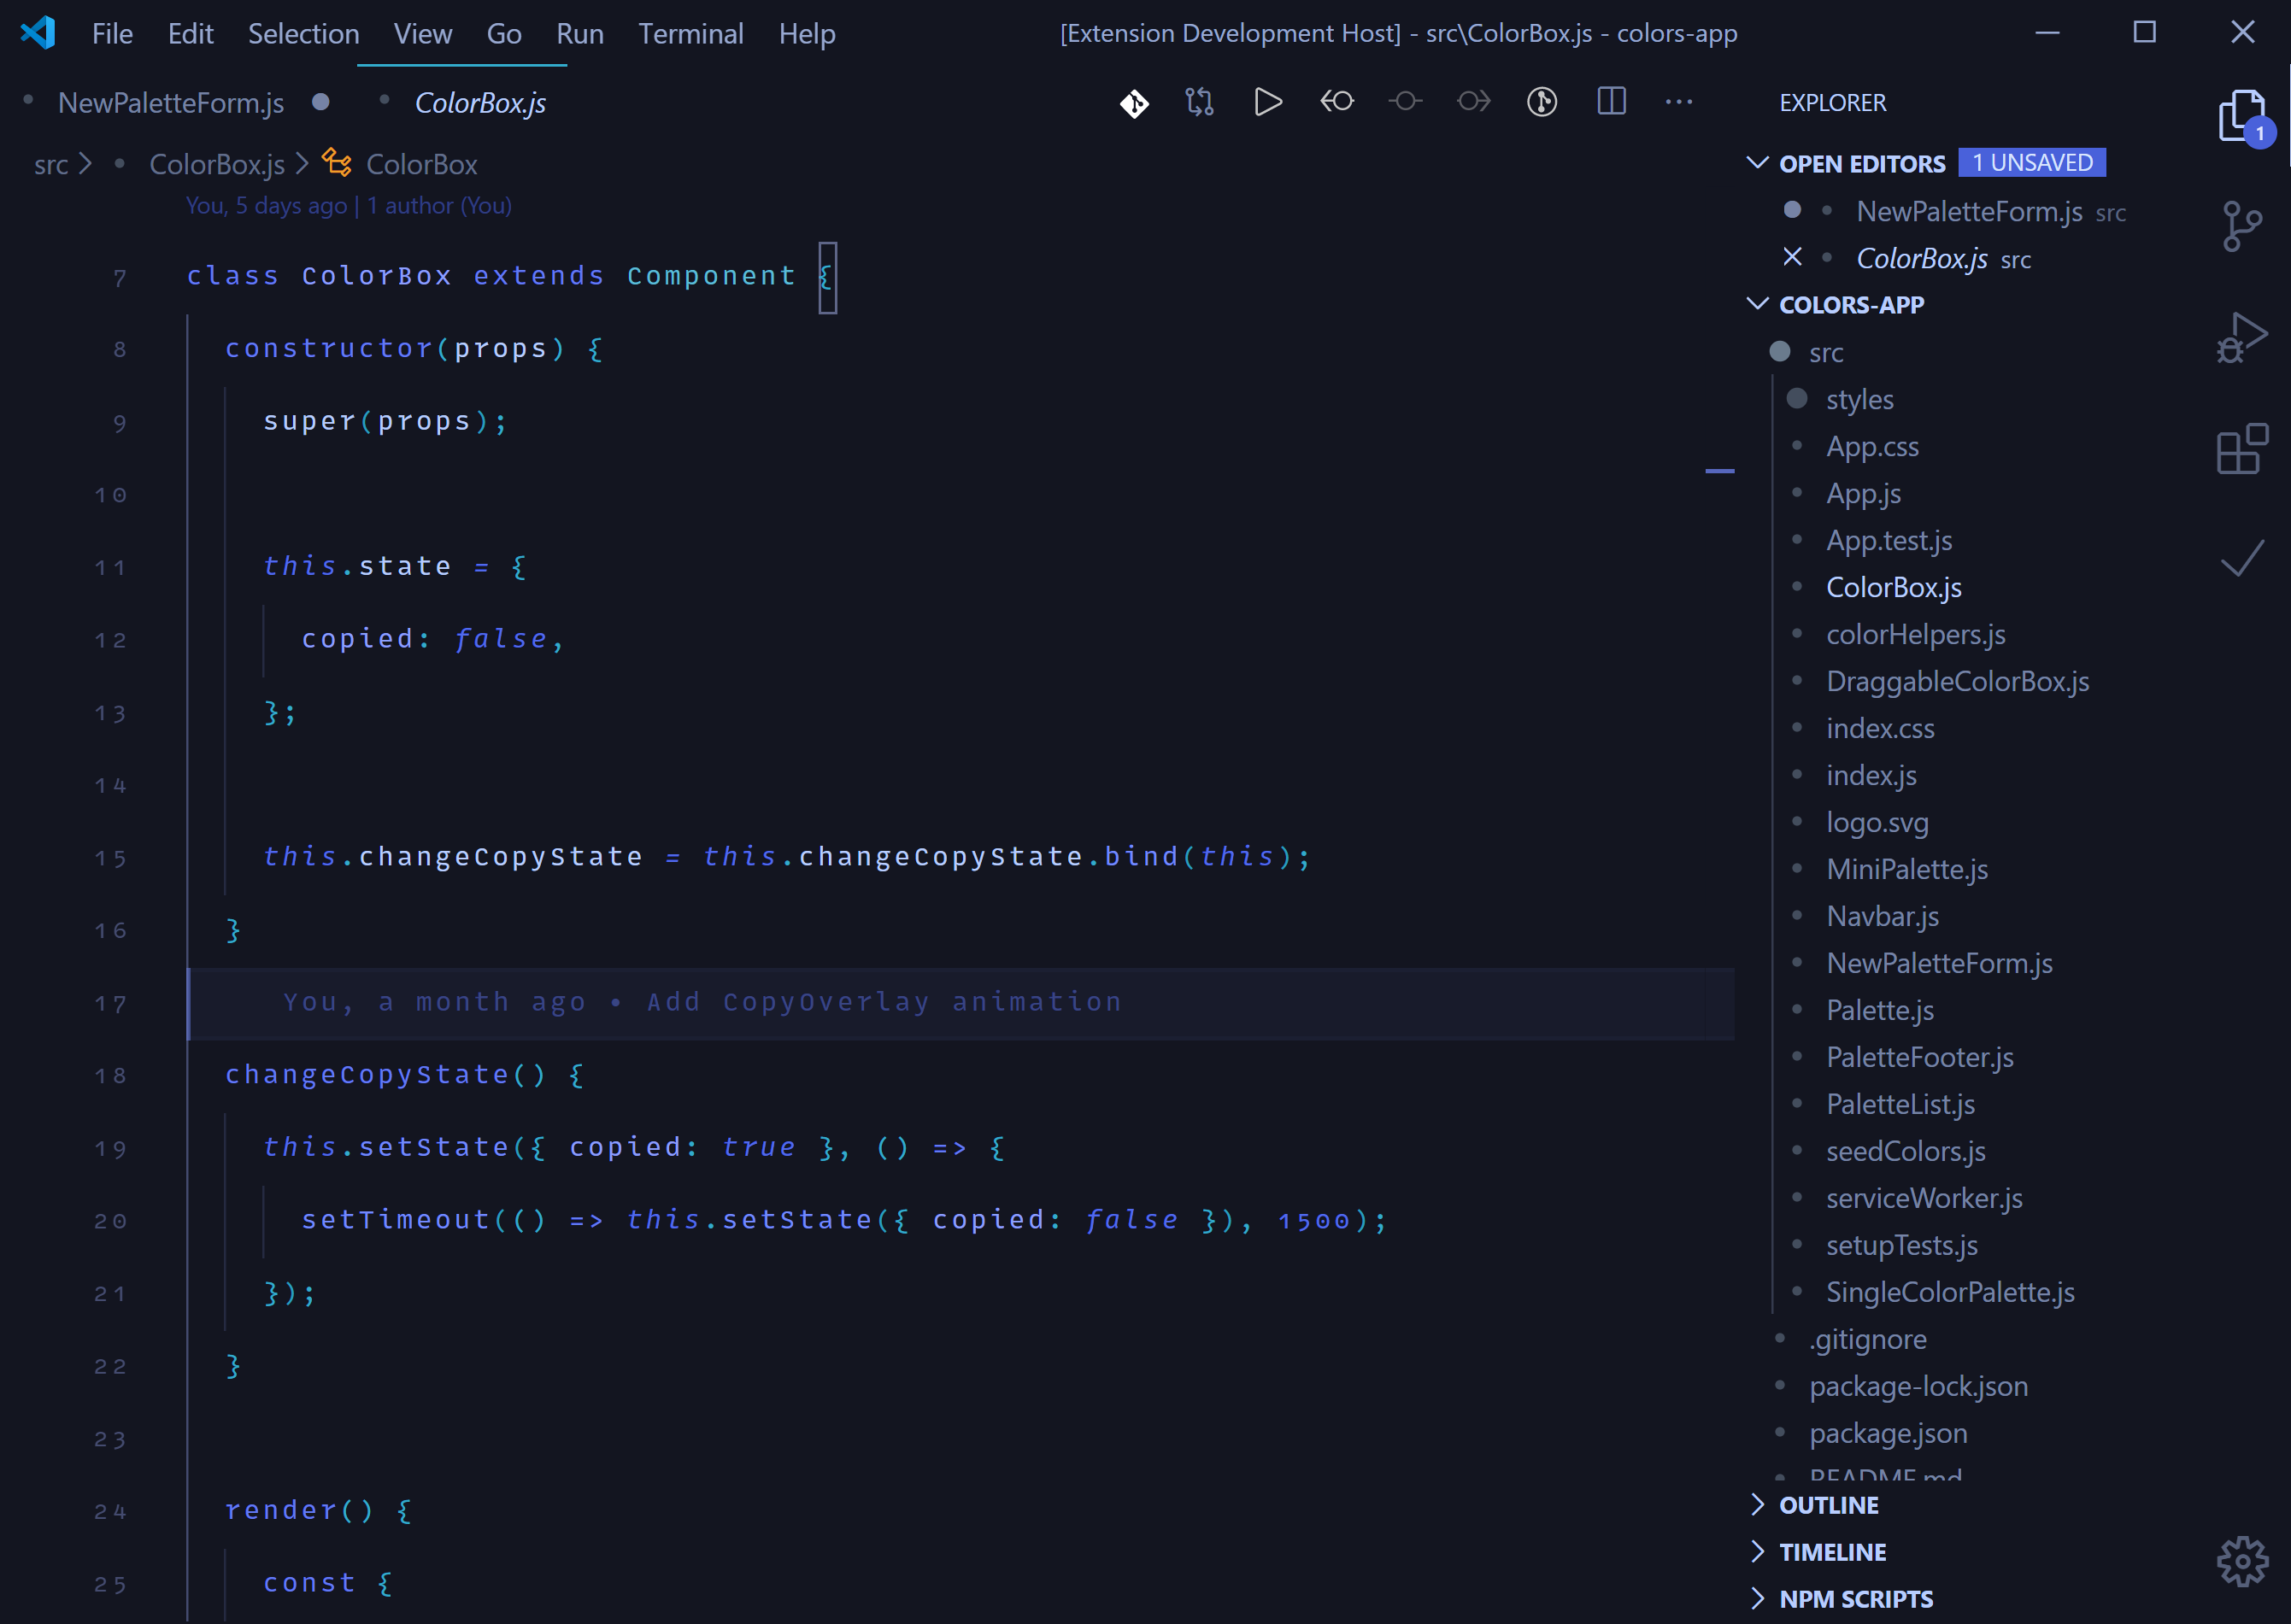 File Edit Selection View Go Run Terminal Help [Extension Development Host] - src\ColorBox.js - colors-app
NewPaletteForm.js ColorBox.js
src ColorBox.js ColorBox
You, 5 days ago | 1 author (You)
7 class ColorBox extends Component {
8 constructor(props) {
9 super(props);
10
11 this.state = {
12 copied: false,
13 };
14
15 this.changeCopyState = this.changeCopyState.bind(this);
16 }
17 You, a month ago • Add CopyOverlay animation
18 changeCopyState() {
19 this.setState({ copied: true }, () => {
20 setTimeout(() => this.setState({ copied: false }), 1500);
21 });
22 }
23
24 render() {
25 const {
EXPLORER
1
OPEN EDITORS 1 UNSAVED
NewPaletteForm.js src
ColorBox.js src
COLORS-APP
src
styles
App.css
App.js
App.test.js
ColorBox.js
colorHelpers.js
DraggableColorBox.js
index.css
index.js
logo.svg
MiniPalette.js
Navbar.js
NewPaletteForm.js
Palette.js
PaletteFooter.js
PaletteList.js
seedColors.js
serviceWorker.js
setupTests.js
SingleColorPalette.js
.gitignore
package-lock.json
package.json
README.md
OUTLINE
TIMELINE
NPM SCRIPTS